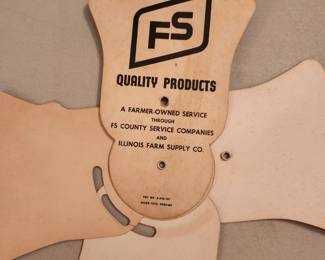 FS
QUALITY PRODUCTS
A FARMER-OWNED SERVICE
THROUGH
FS COUNTY SERVICE COMPANIES
AND
ILLINOIS FARM SUPPLY CO.